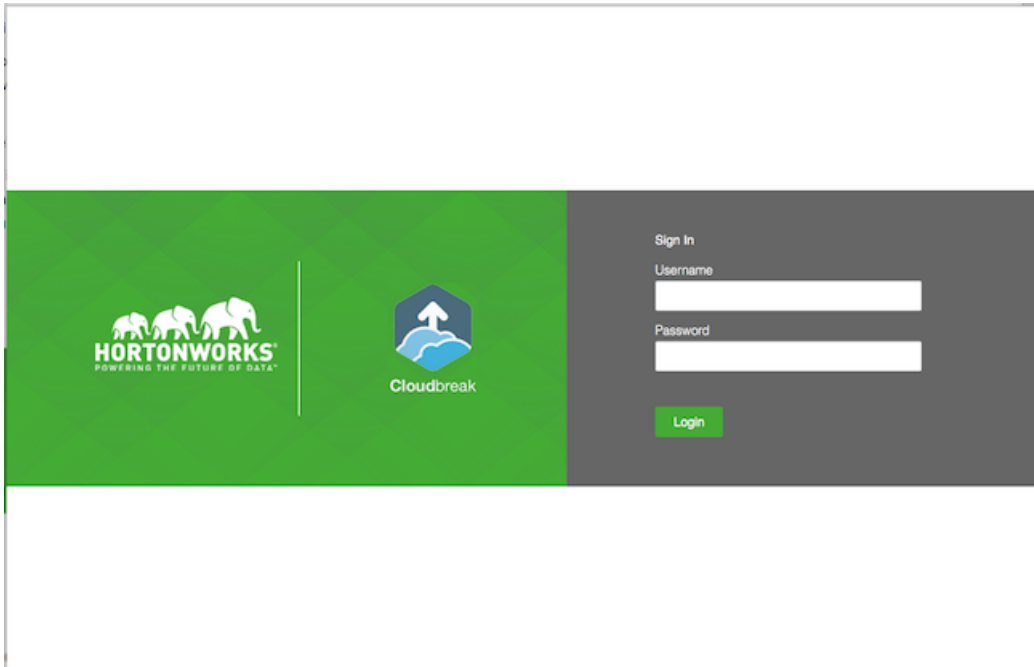 HORTONWORKS®
POWERING THE FUTURE OF DATA™
Cloudbreak
Sign In
Username
Password
Login